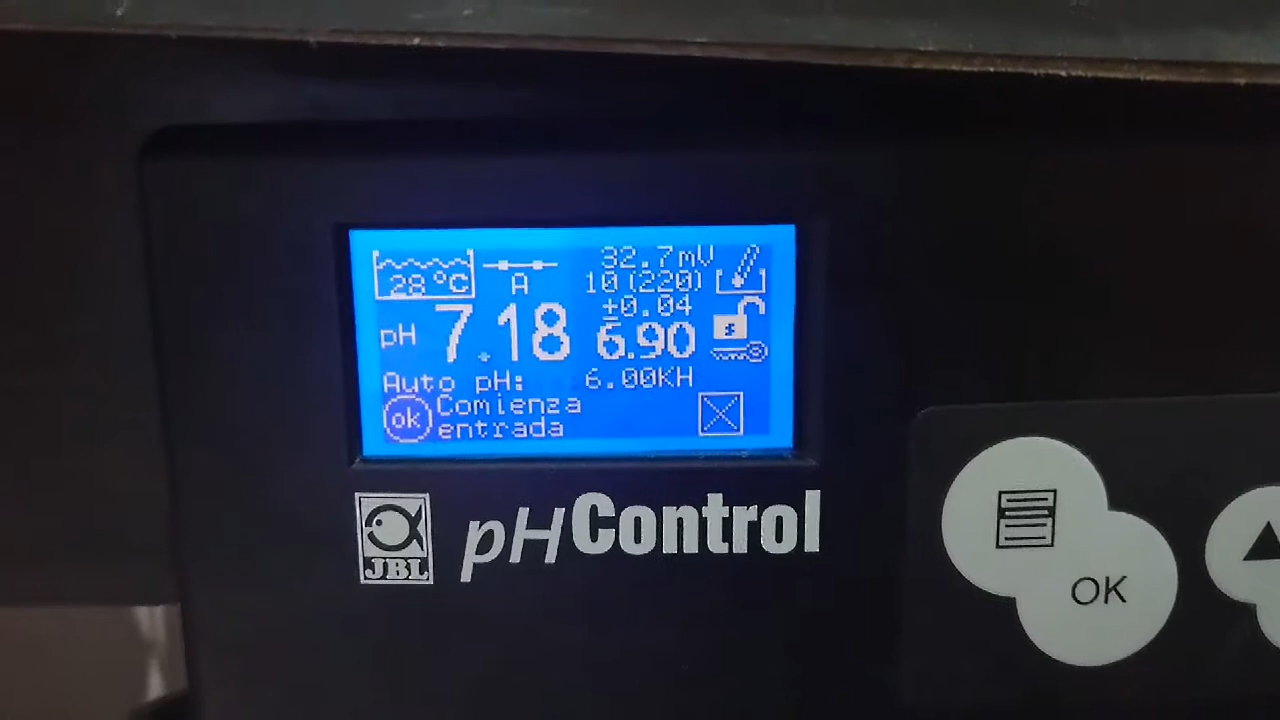 32.7mV
28°C
A
10(220)
±0.04
pH 7.18 6.90
Auto pH: 6.00KH
ok Comienza
entrada
JBL pHControl
OK